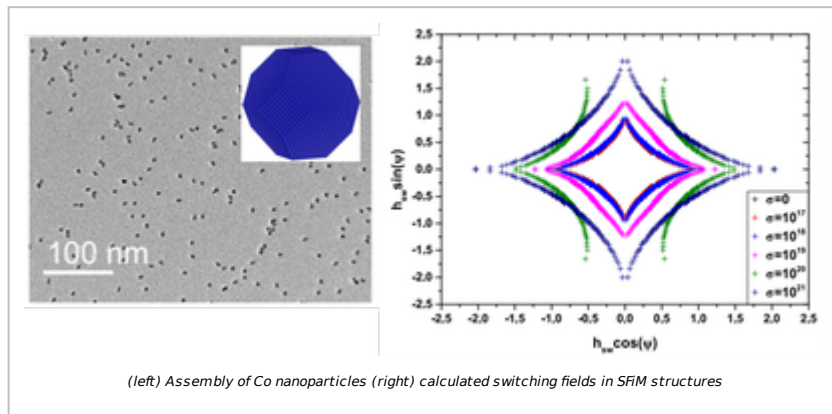 100 nm
2.5
2.0
1.5
1.0
0.5
0.0
-0.5
-1.0
-1.5
-2.0
-2.5
h_sw sin(ψ)
σ=0
σ=10^17
σ=10^18
σ=10^19
σ=10^20
σ=10^21
-2,5 -2,0 -1,5 -1,0 -0,5 0,0 0,5 1,0 1,5 2,0 2,5
h_sw cos(ψ)
(left) Assembly of Co nanoparticles (right) calculated switching fields in SFiM structures